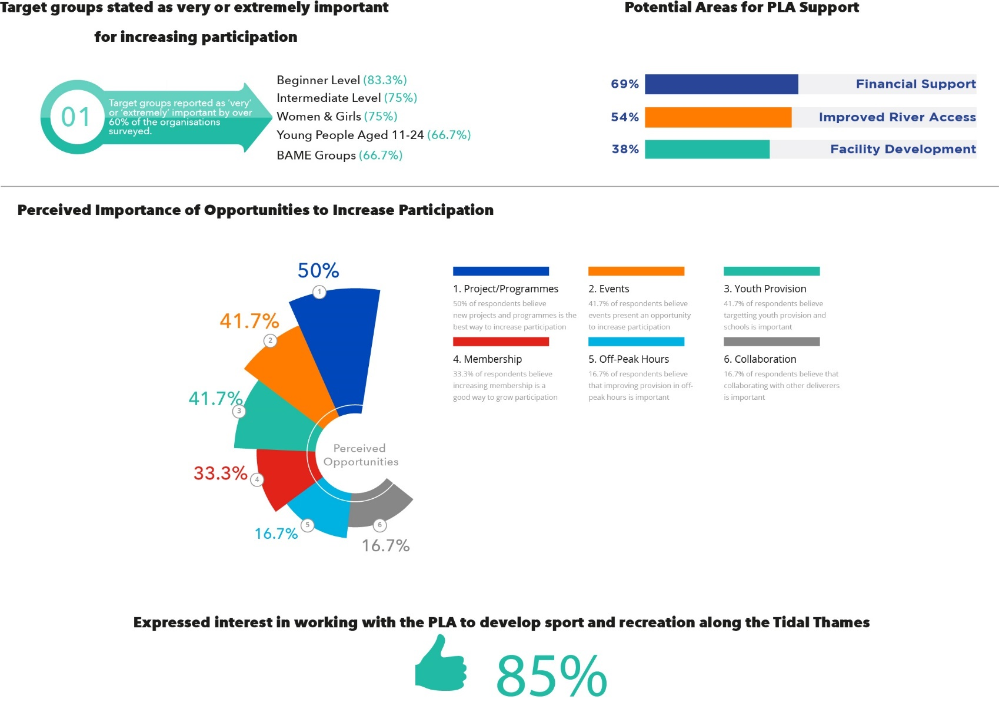 Target groups stated as very or extremely important
for increasing participation
01
Target groups reported as ‘very’
or ‘extremely’ important by over
60% of the organisations
surveyed.
Beginner Level (83.3%)
Intermediate Level (75%)
Women & Girls (75%)
Young People Aged 11-24 (66.7%)
BAME Groups (66.7%)
Potential Areas for PLA Support
69% Financial Support
54% Improved River Access
38% Facility Development
Perceived Importance of Opportunities to Increase Participation
50%
1
41.7%
2
41.7%
3
33.3%
4
16.7%
5
16.7%
6
Perceived
Opportunities
1. Project/Programmes
50% of respondents believe
new projects and programmes is the
best way to increase participation
2. Events
41.7% of respondents believe
events present an opportunity
to increase participation
3. Youth Provision
41.7% of respondents believe
targetting youth provision and
schools is important
4. Membership
33.3% of respondents believe
increasing membership is a
good way to grow participation
5. Off-Peak Hours
16.7% of respondents believe
that improving provision in off-
peak hours is important
6. Collaboration
16.7% of respondents believe that
collaborating with other deliverers
is important
Expressed interest in working with the PLA to develop sport and recreation along the Tidal Thames
85%